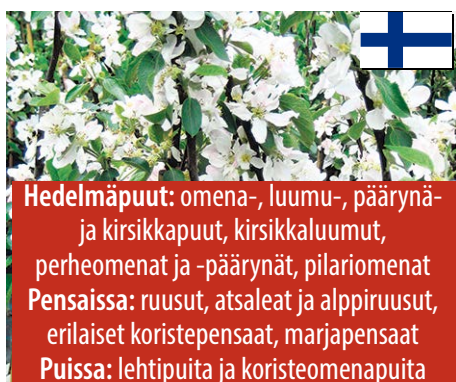 Hedelmäpuut: omena-, luumu-, päärynä-
ja kirsikkapuut, kirsikkaluumut,
perheomenat ja -päärynät, pilariomenat
Pensaissa: ruusut, atsaleat ja alppiruusut,
erilaiset koristepensaat, marjapensaat
Puissa: lehtipuita ja koristeomenapuita